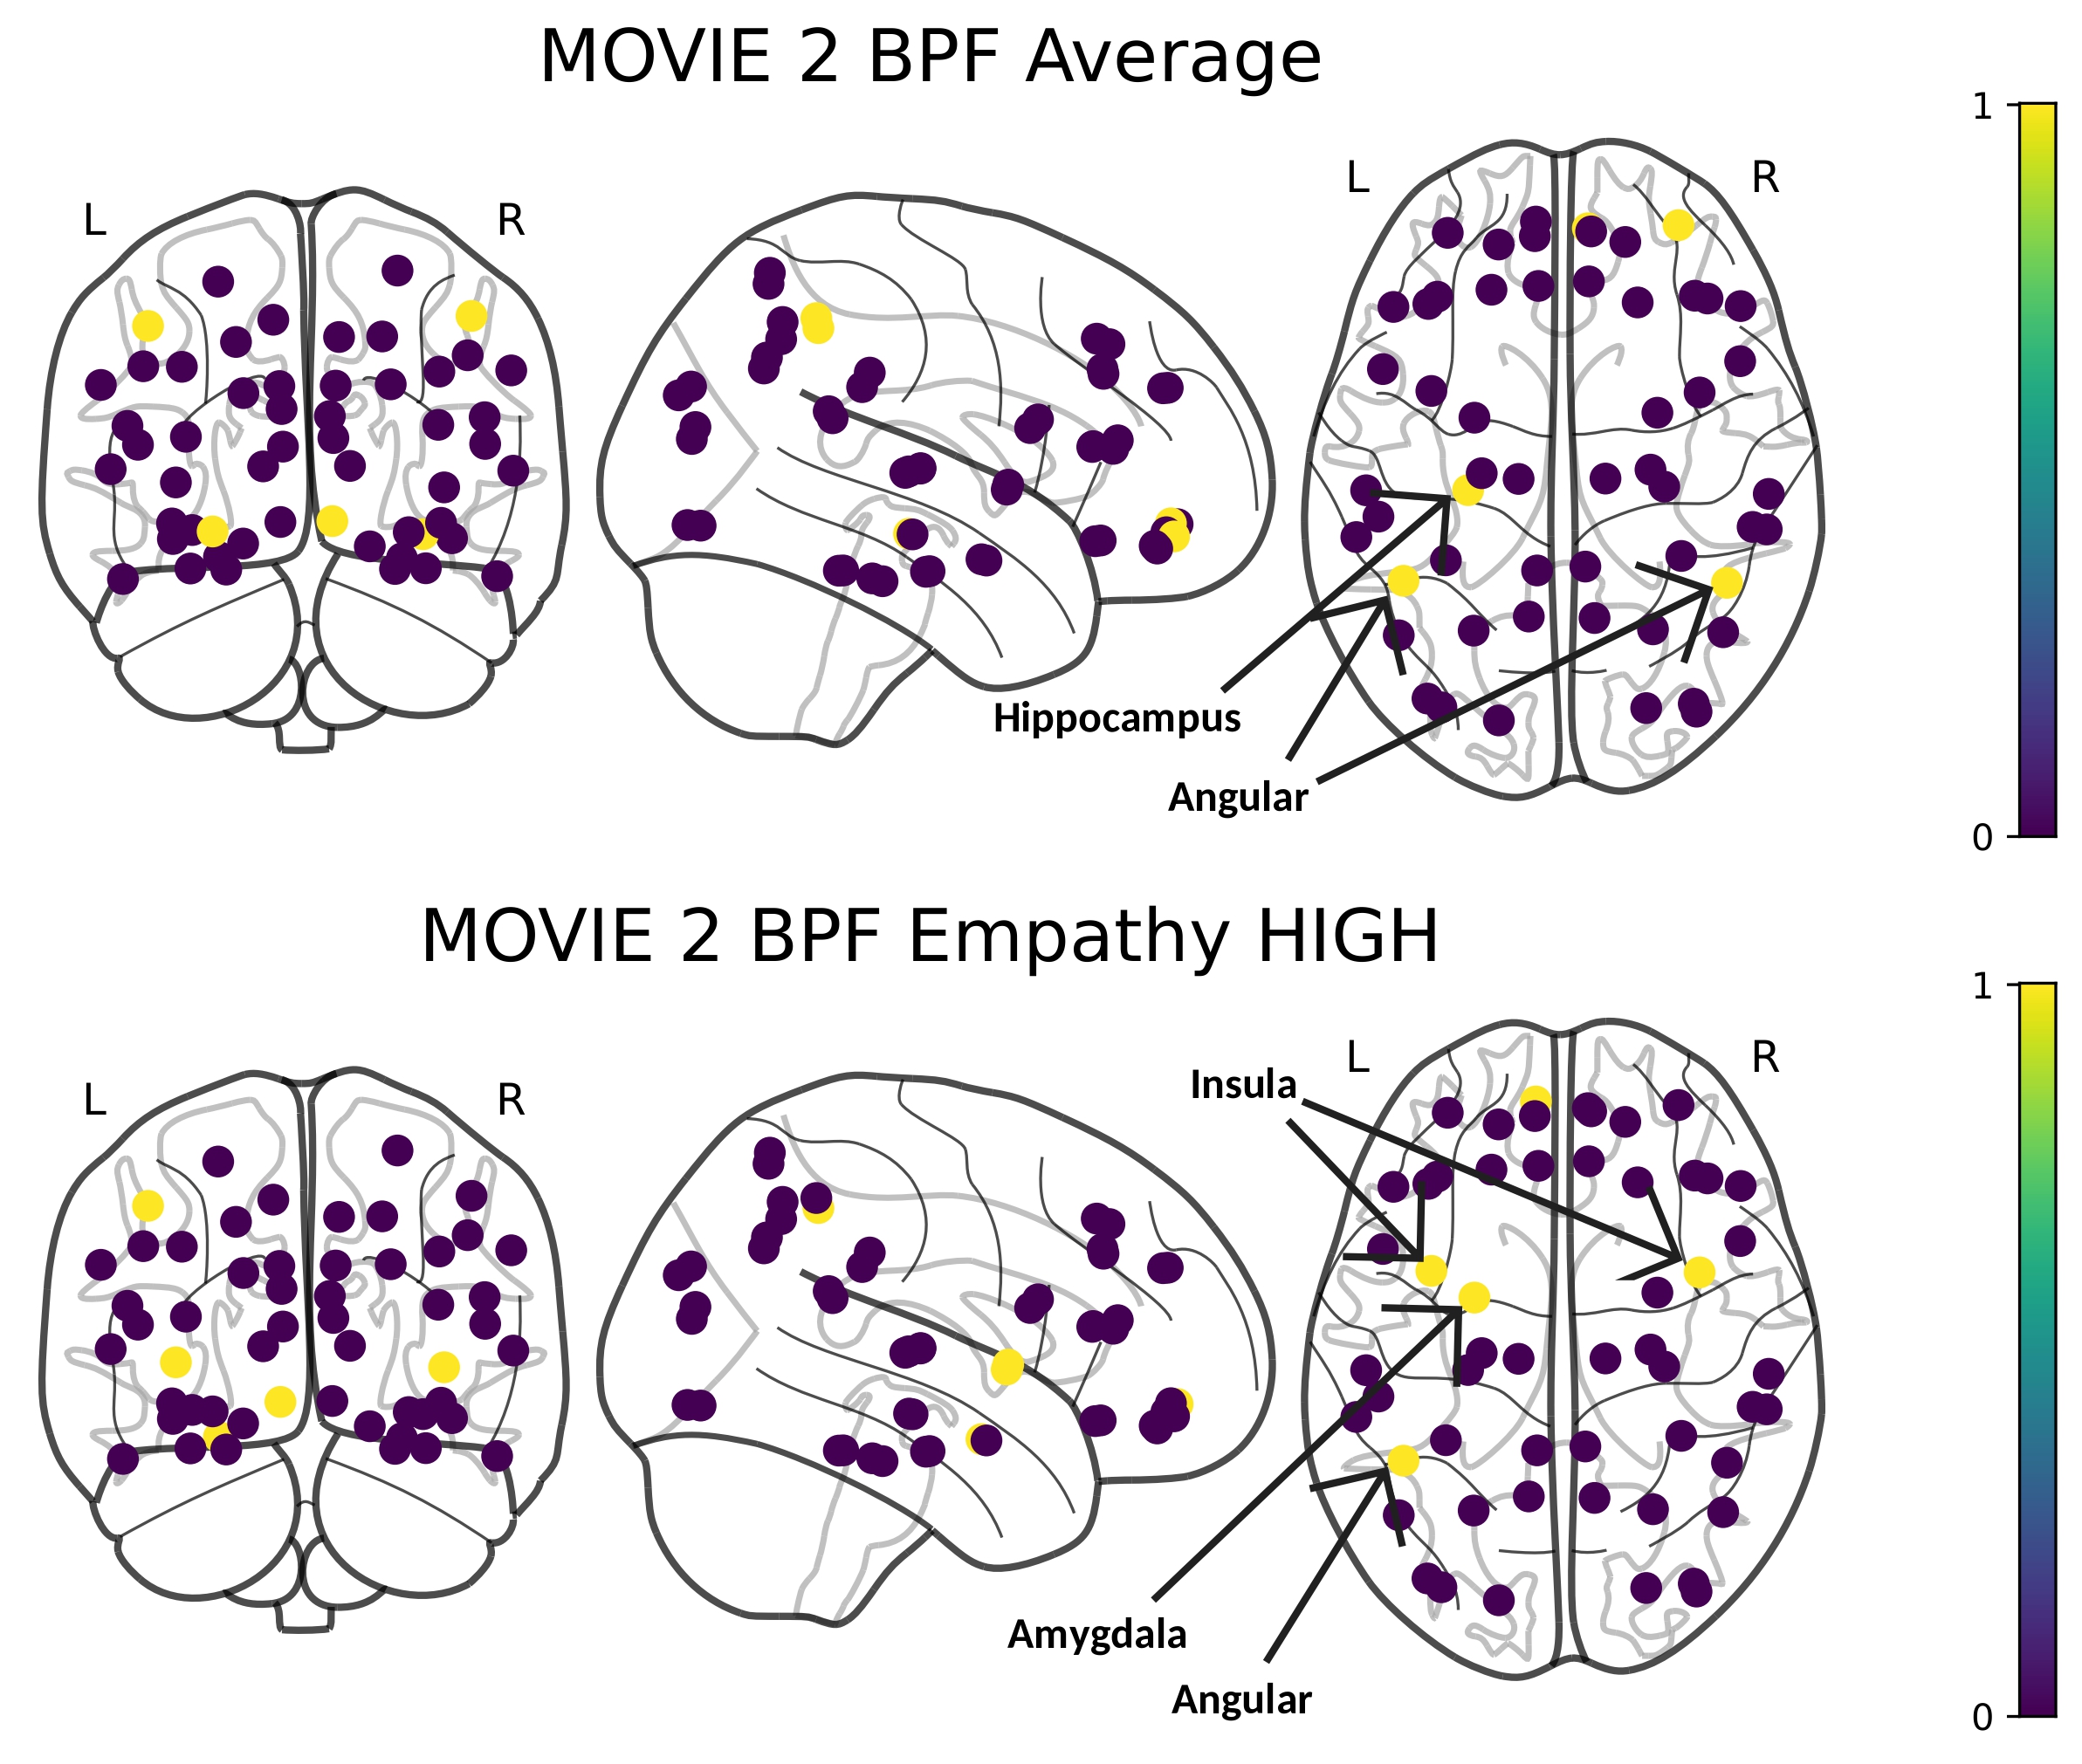 MOVIE 2 BPF Average
1
L
R
L
R
Hippocampus
Angular
0
MOVIE 2 BPF Empathy HIGH
1
L
R
Insula
L
R
Amygdala
Angular
0